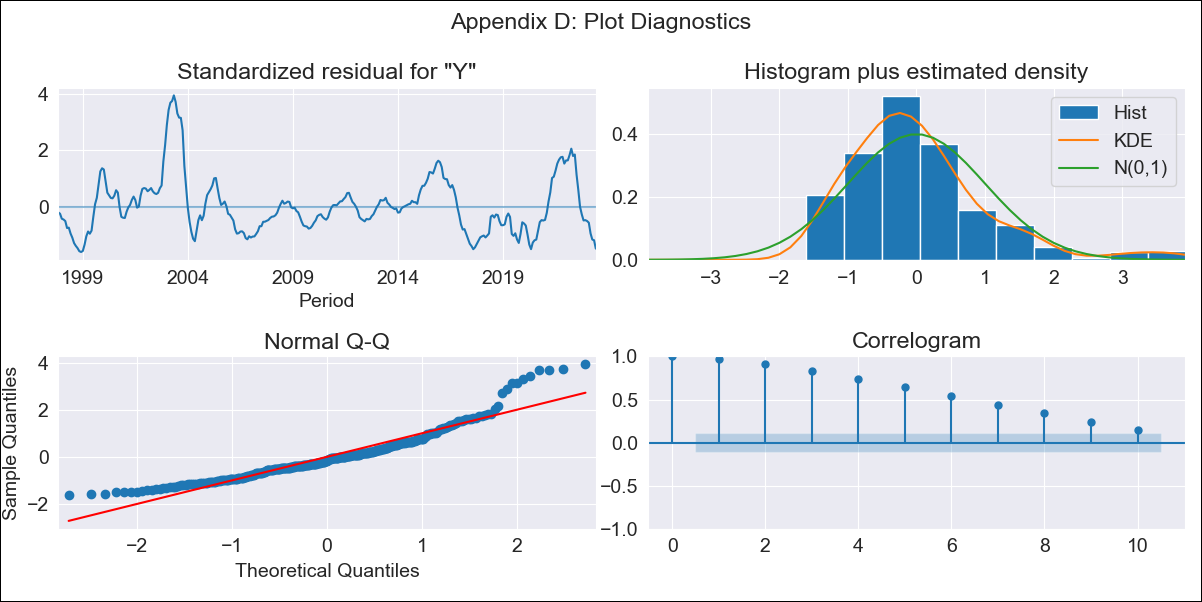 Appendix D: Plot Diagnostics
Standardized residual for "Y"
4
2
0
1999 2004 2009 2014 2019
Period
Histogram plus estimated density
Hist
KDE
N(0,1)
0.4
0.2
0.0
−3 −2 −1 0 1 2 3
Normal Q-Q
Sample Quantiles
4
2
0
−2
−2 −1 0 1 2
Theoretical Quantiles
Correlogram
1.0
0.5
0.0
−0.5
−1.0
0 2 4 6 8 10